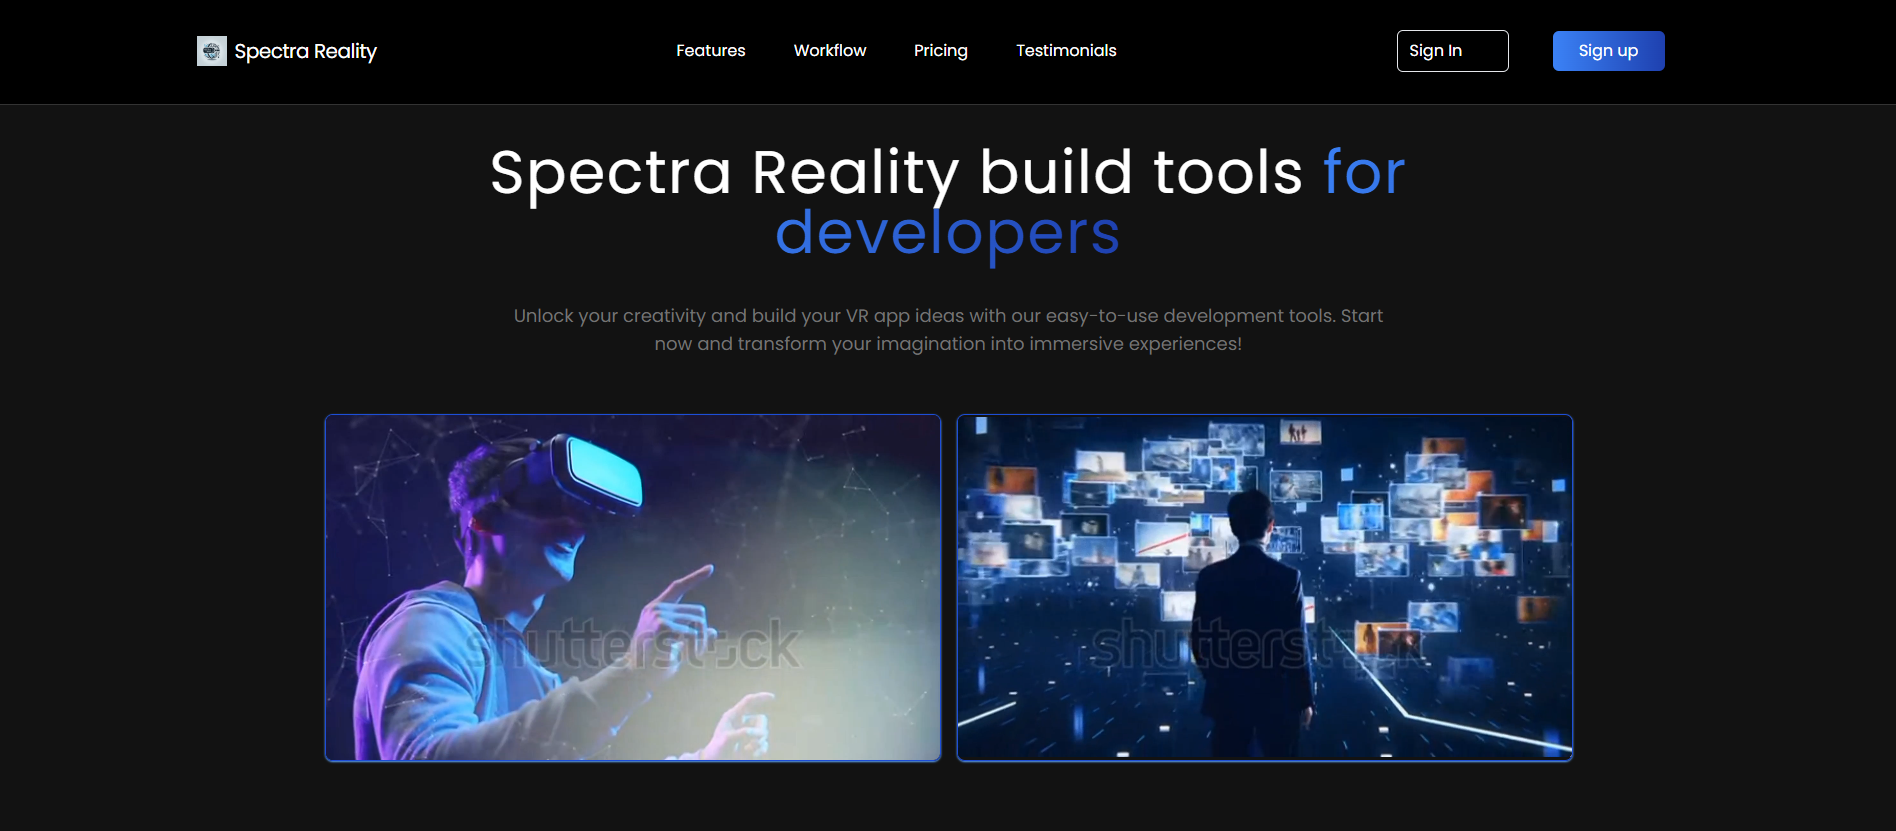 Spectra Reality
Features
Workflow
Pricing
Testimonials
Sign In
Sign up
Spectra Reality build tools for
developers
Unlock your creativity and build your VR app ideas with our easy-to-use development tools. Start
now and transform your imagination into immersive experiences!
shutterstock
shutterstock